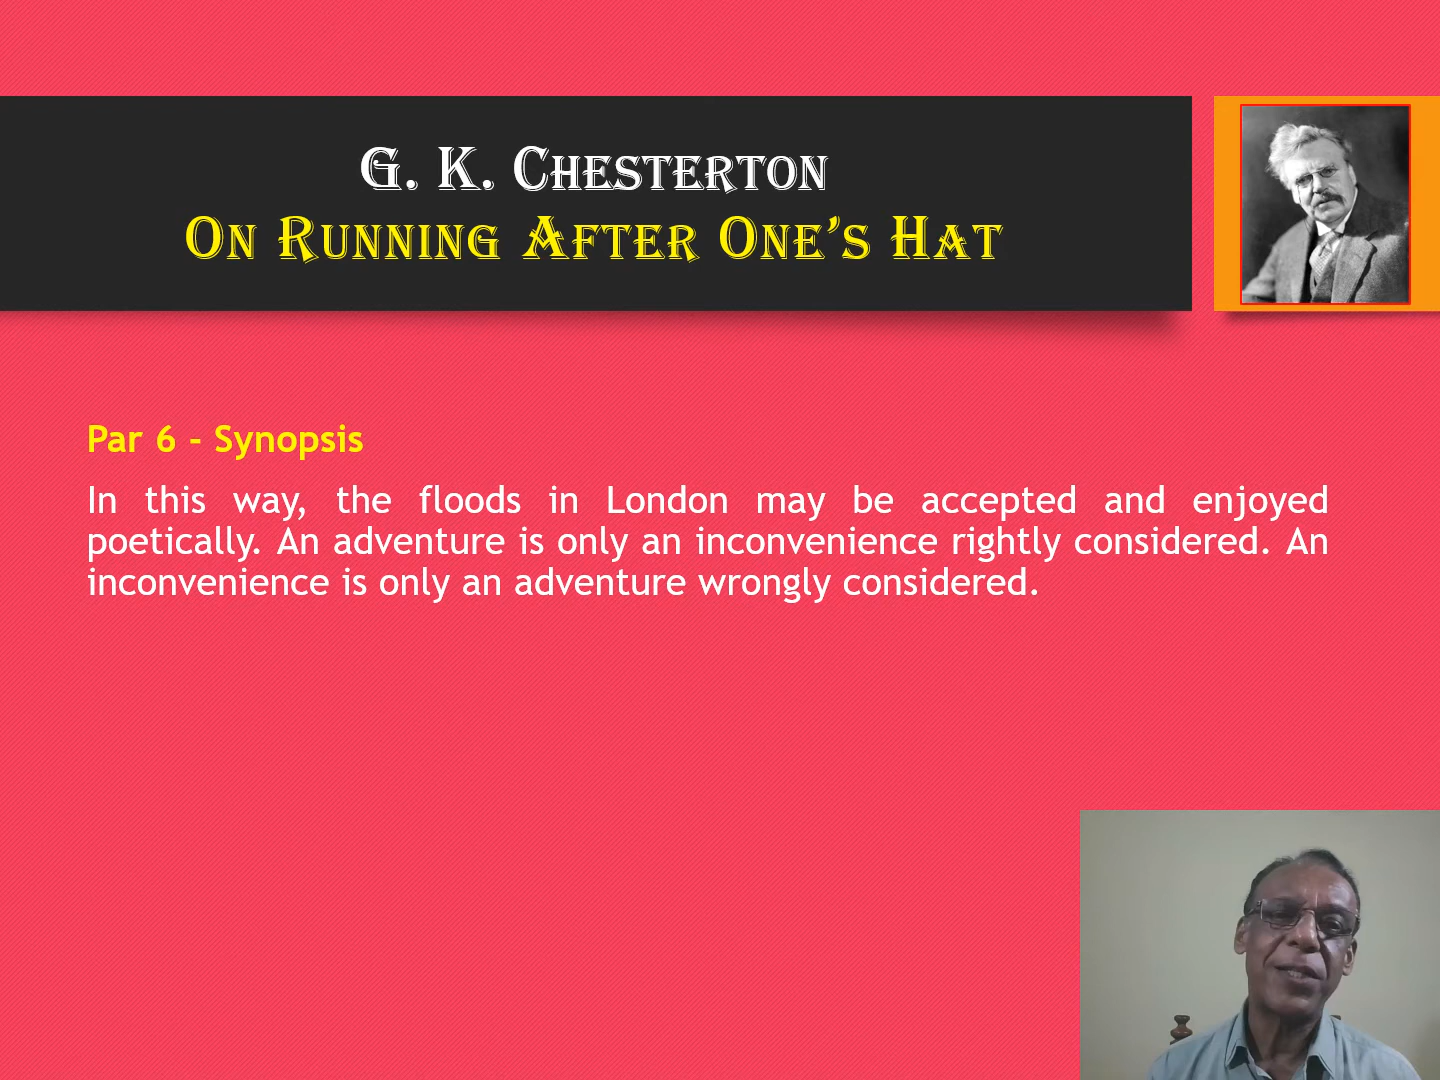 G. K. Chesterton
On Running After One's Hat
Par 6 - Synopsis
In this way, the floods in London may be accepted and enjoyed
poetically. An adventure is only an inconvenience rightly considered. An
inconvenience is only an adventure wrongly considered.